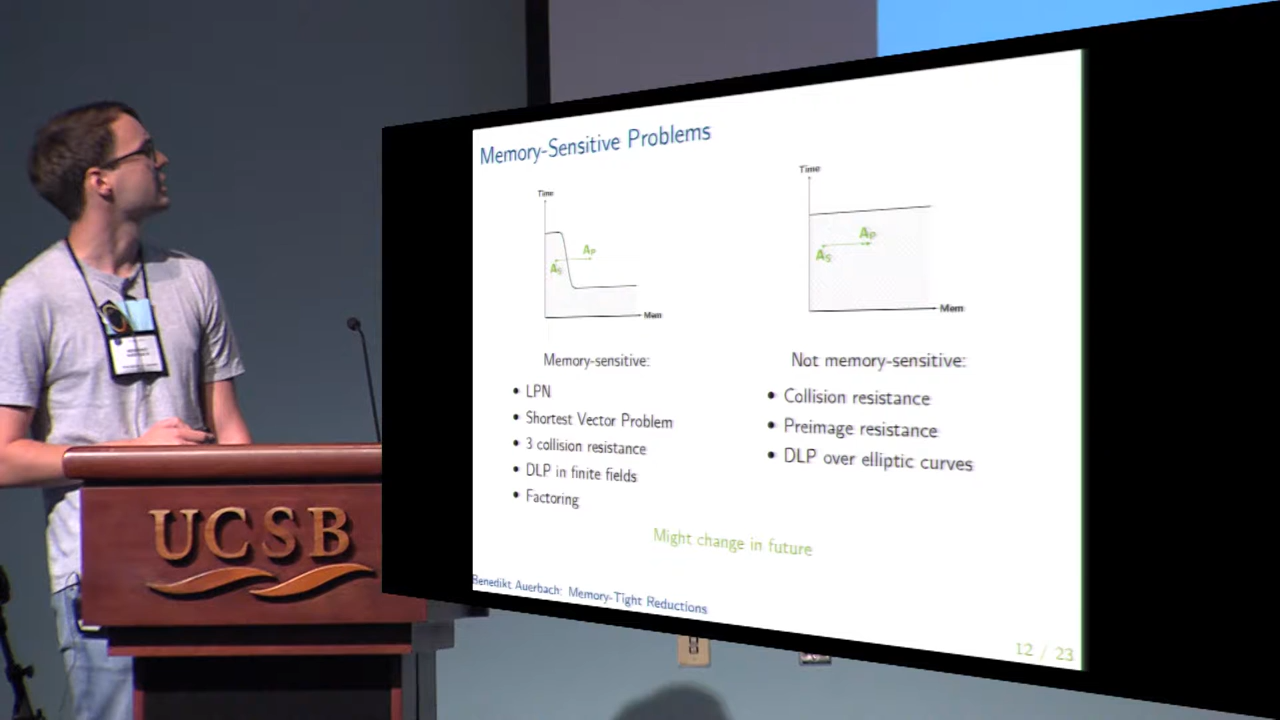 Memory-Sensitive Problems
Time
A_S
A_P
Mem
Time
A_S
A_P
Mem
Memory-sensitive:
• LPN
• Shortest Vector Problem
• 3 collision resistance
• DLP in finite fields
• Factoring
Not memory-sensitive:
• Collision resistance
• Preimage resistance
• DLP over elliptic curves
Might change in future
Benedikt Auerbach: Memory-Tight Reductions
12 / 23
UCSB